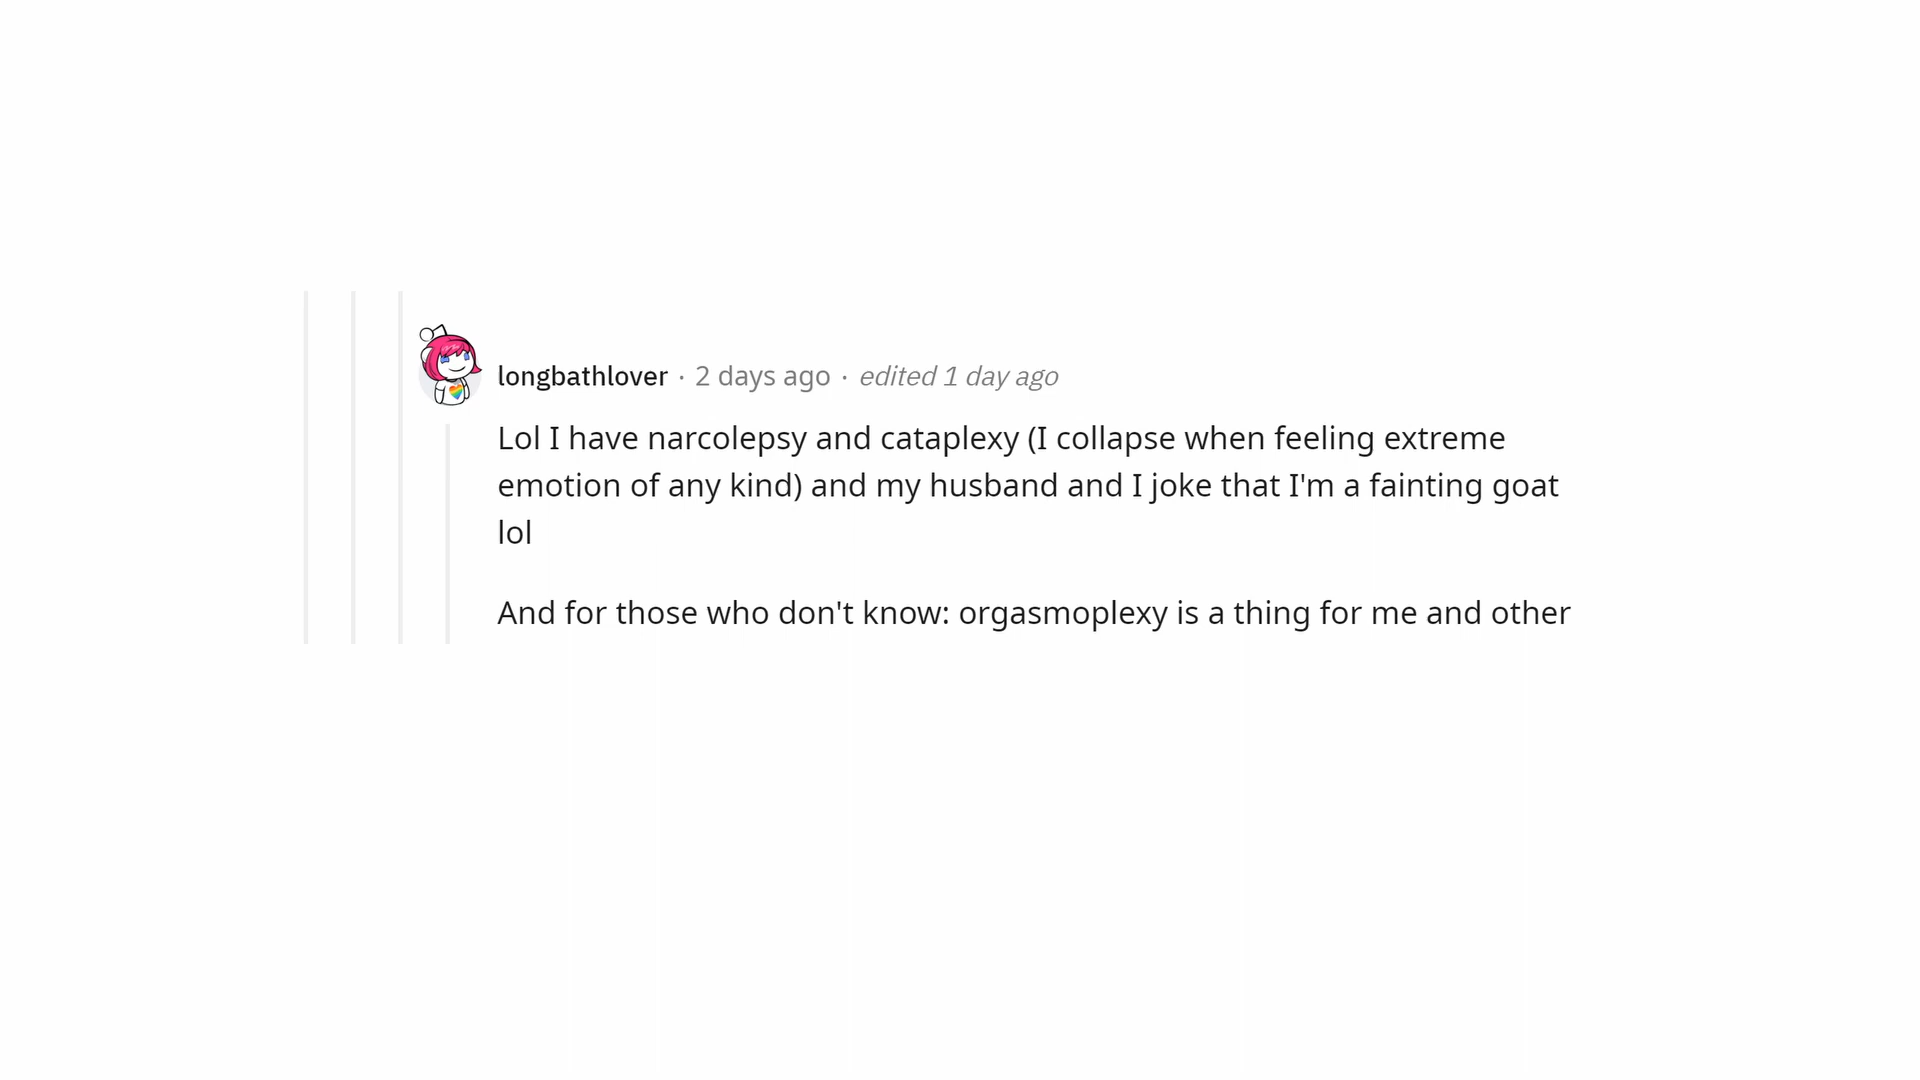 longbathlover · 2 days ago · edited 1 day ago
Lol I have narcolepsy and cataplexy (I collapse when feeling extreme
emotion of any kind) and my husband and I joke that I'm a fainting goat
lol
And for those who don't know: orgasmoplexy is a thing for me and other